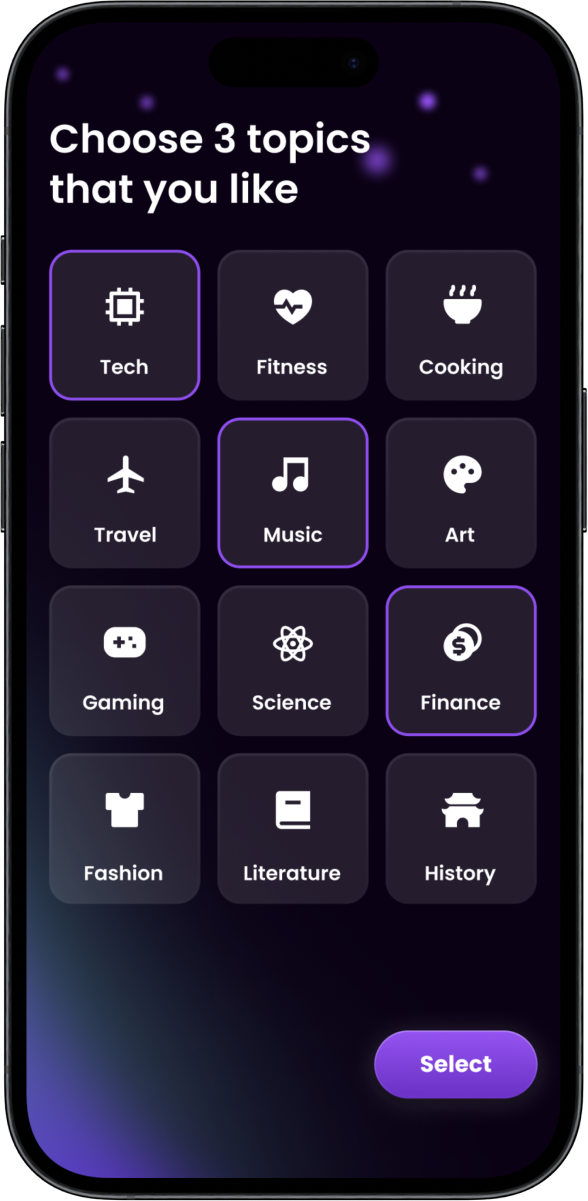 Choose 3 topics
that you like
Tech
Fitness
Cooking
Travel
Music
Art
Gaming
Science
Finance
Fashion
Literature
History
Select